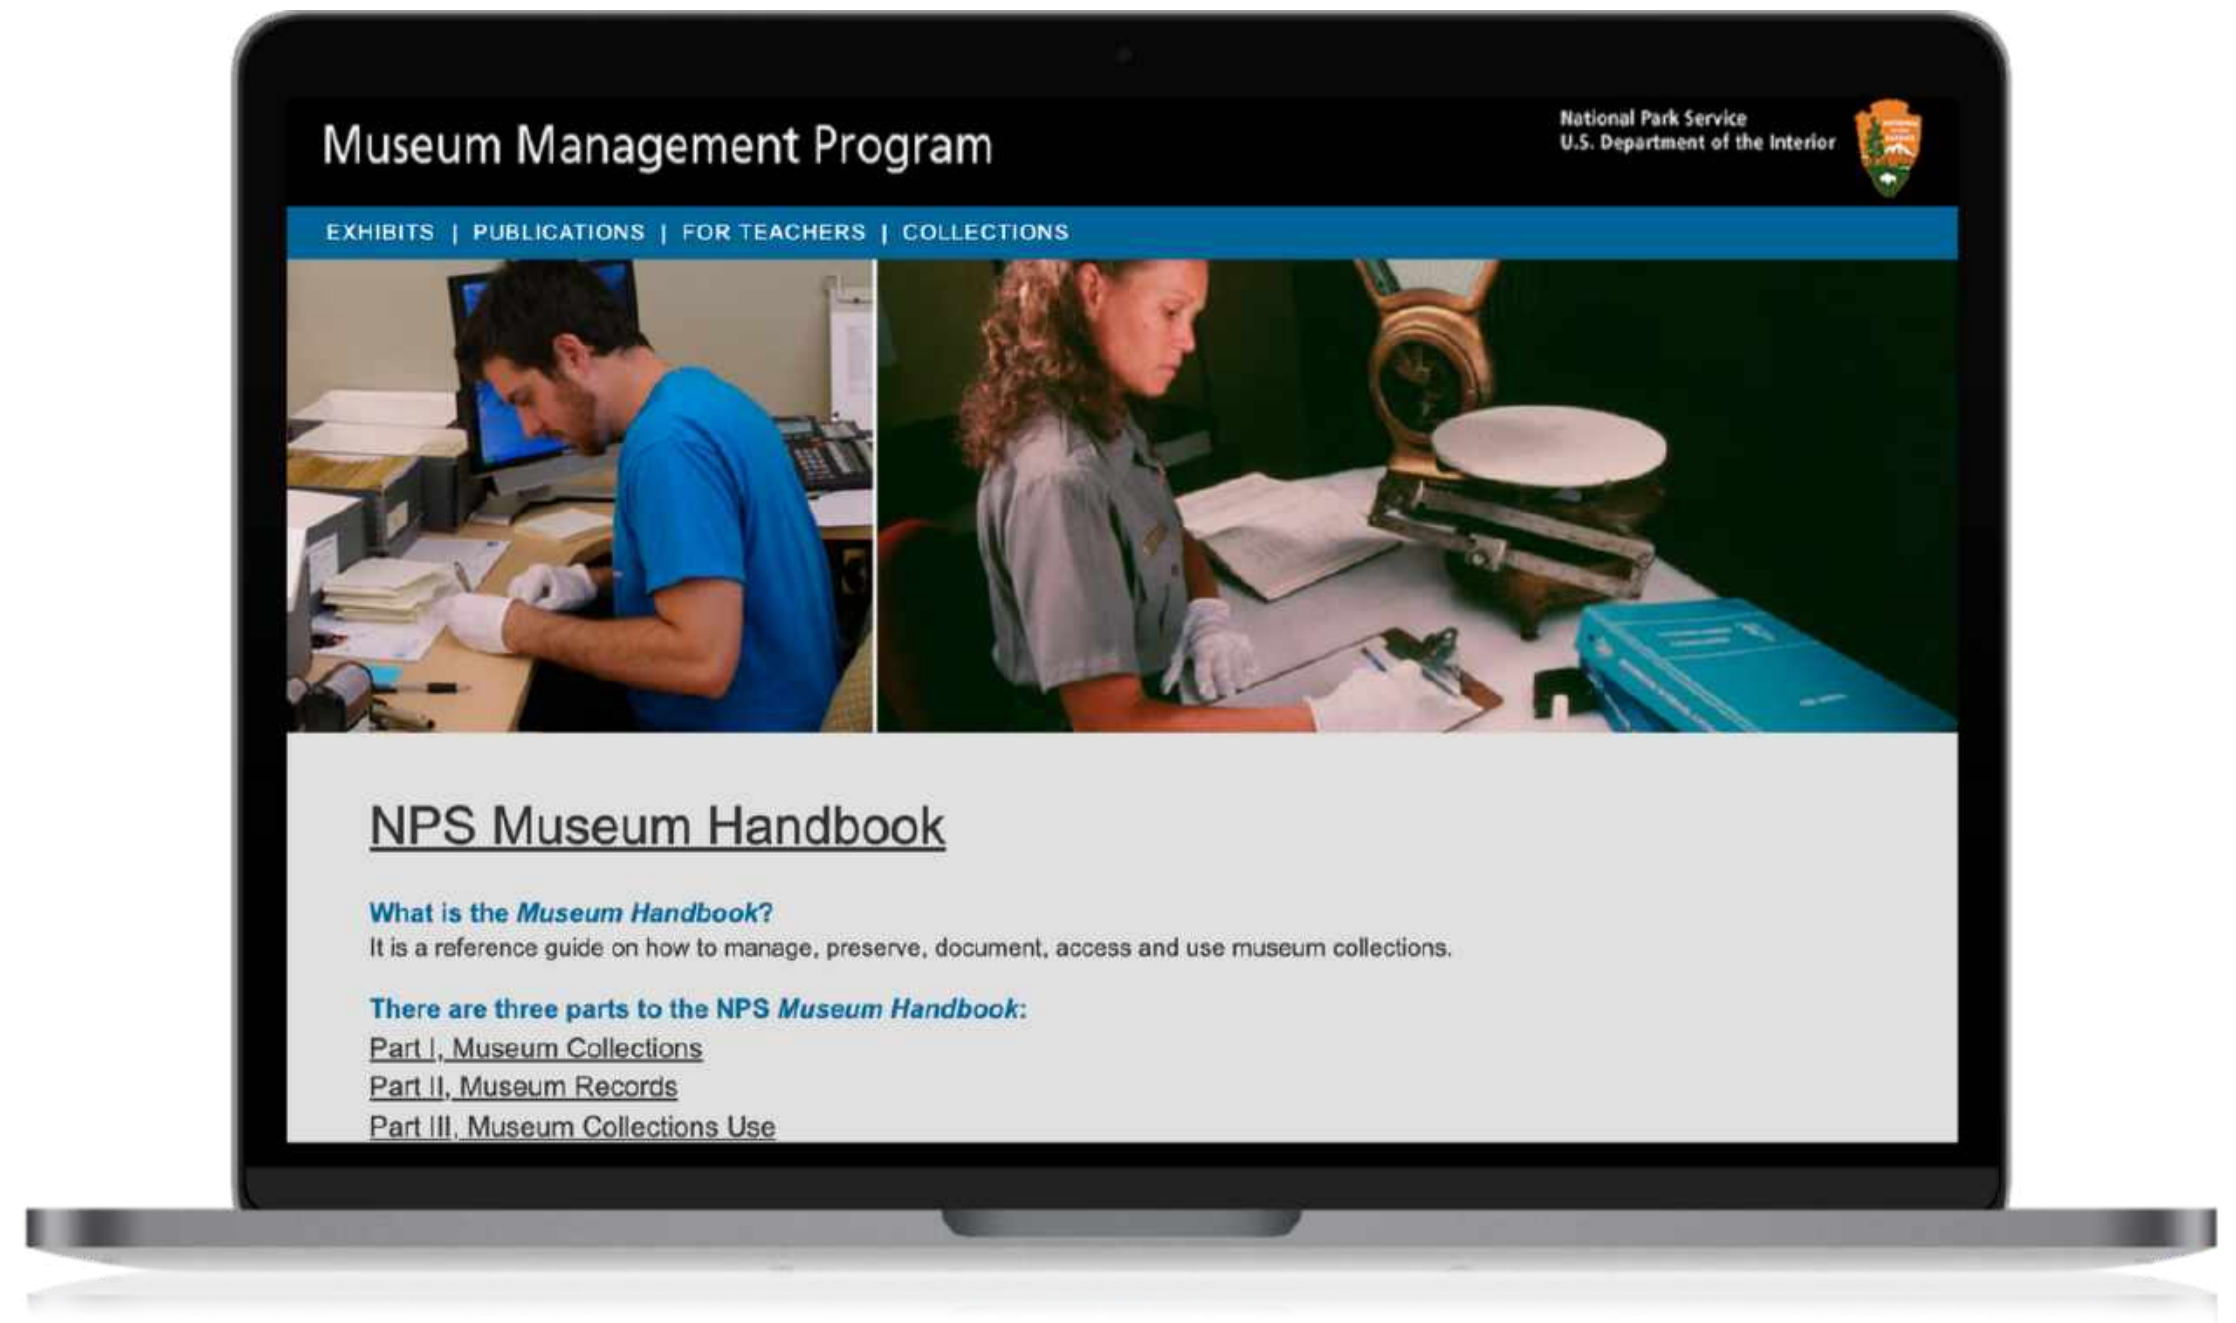 Museum Management Program
National Park Service
U.S. Department of the Interior
EXHIBITS | PUBLICATIONS | FOR TEACHERS | COLLECTIONS
NPS Museum Handbook
What is the Museum Handbook?
It is a reference guide on how to manage, preserve, document, access and use museum collections.
There are three parts to the NPS Museum Handbook:
Part I, Museum Collections
Part II, Museum Records
Part III, Museum Collections Use